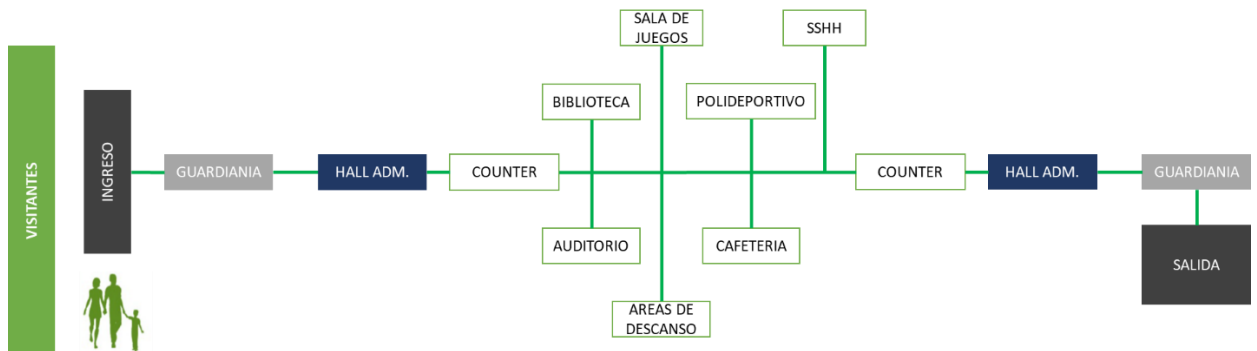 VISITANTES
INGRESO
GUARDIANIA
HALL ADM.
COUNTER
BIBLIOTECA
AUDITORIO
SALA DE
JUEGOS
AREAS DE
DESCANSO
POLIDEPORTIVO
CAFETERIA
SSHH
COUNTER
HALL ADM.
GUARDIANIA
SALIDA